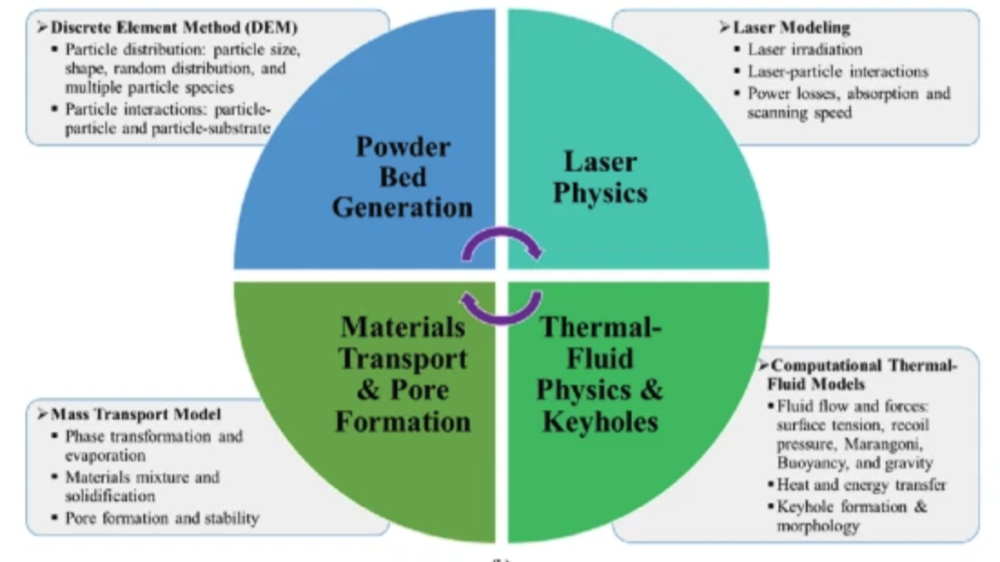 ➢Discrete Element Method (DEM)
▪ Particle distribution: particle size,
shape, random distribution, and
multiple particle species
▪ Particle interactions: particle-
particle and particle-substrate
➢Laser Modeling
▪ Laser irradiation
▪ Laser-particle interactions
▪ Power losses, absorption and
scanning speed
Powder
Bed
Generation
Laser
Physics
Materials
Transport
& Pore
Formation
Thermal-
Fluid
Physics &
Keyholes
➢Mass Transport Model
▪ Phase transformation and
evaporation
▪ Materials mixture and
solidification
▪ Pore formation and stability
➢Computational Thermal-
Fluid Models
▪Fluid flow and forces:
surface tension, recoil
pressure, Marangoni,
Buoyancy, and gravity
▪Heat and energy transfer
▪Keyhole formation &
morphology